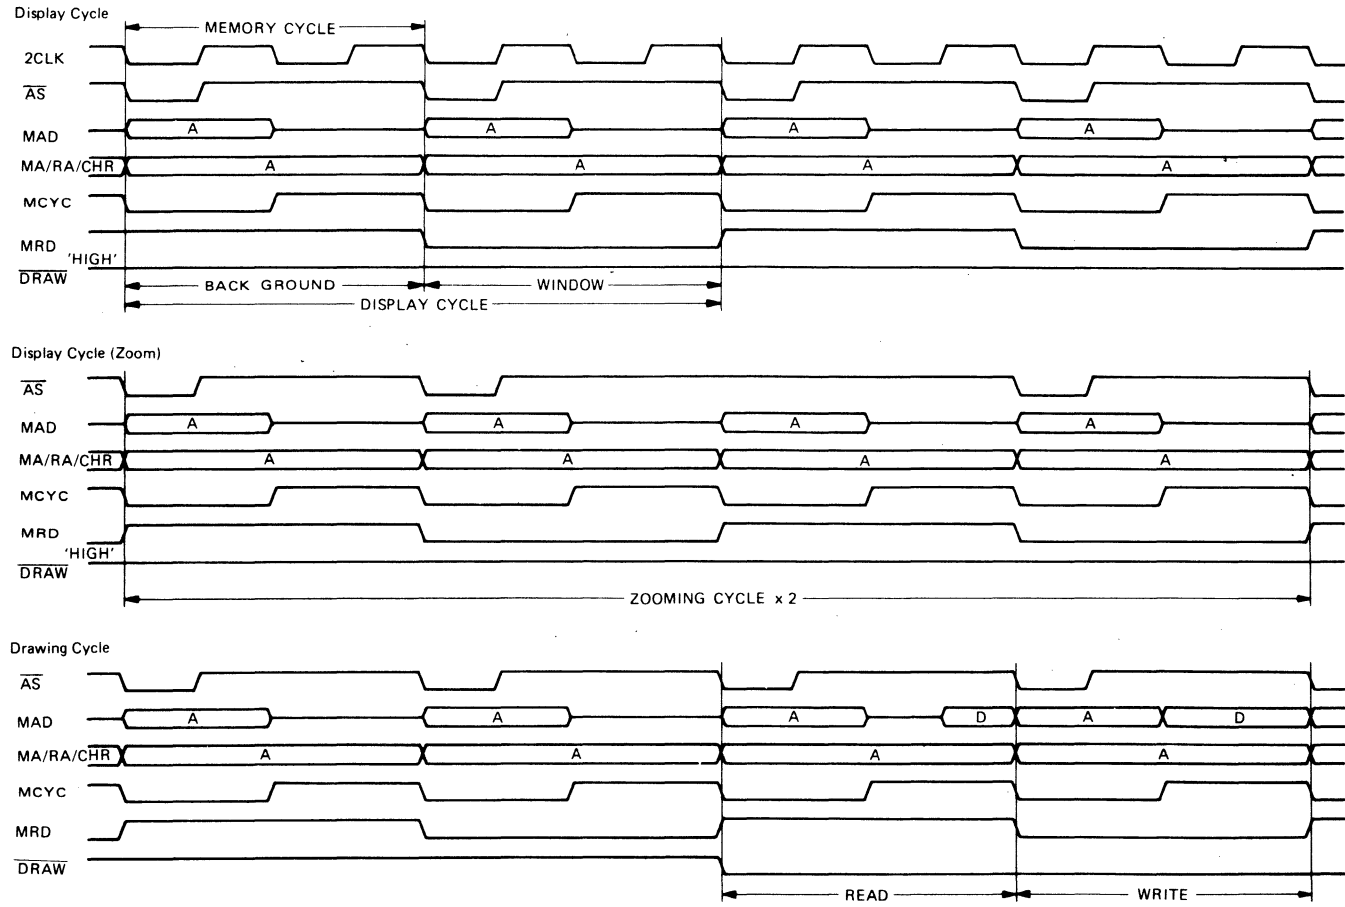 Display Cycle
MEMORY CYCLE
2CLK
AS
MAD A A A A
MA/RA/CHR A A A A
MCYC
MRD
'HIGH'
DRAW
BACK GROUND WINDOW
DISPLAY CYCLE
Display Cycle (Zoom)
AS
MAD A A A A
MA/RA/CHR A A A A
MCYC
MRD
'HIGH'
DRAW
ZOOMING CYCLE x 2
Drawing Cycle
AS
MAD A A A D A D
MA/RA/CHR A A A A
MCYC
MRD
DRAW
READ WRITE